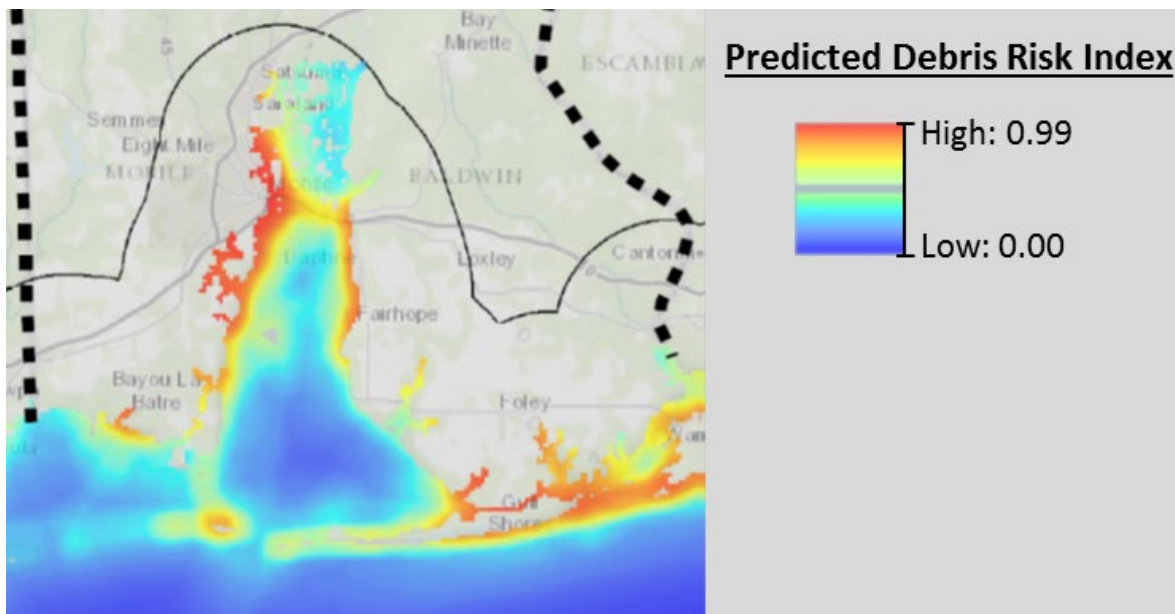 Bay
Minette
Predicted Debris Risk Index
45
ESCAMBIA
Satsuma
Saraland
High: 0.99
Semmes
Eight Mile
MOBILE
BALDWIN
Daphne
Loxley
Low: 0.00
Fairhope
Bayou La
Batre
Foley
Gulf
Shores